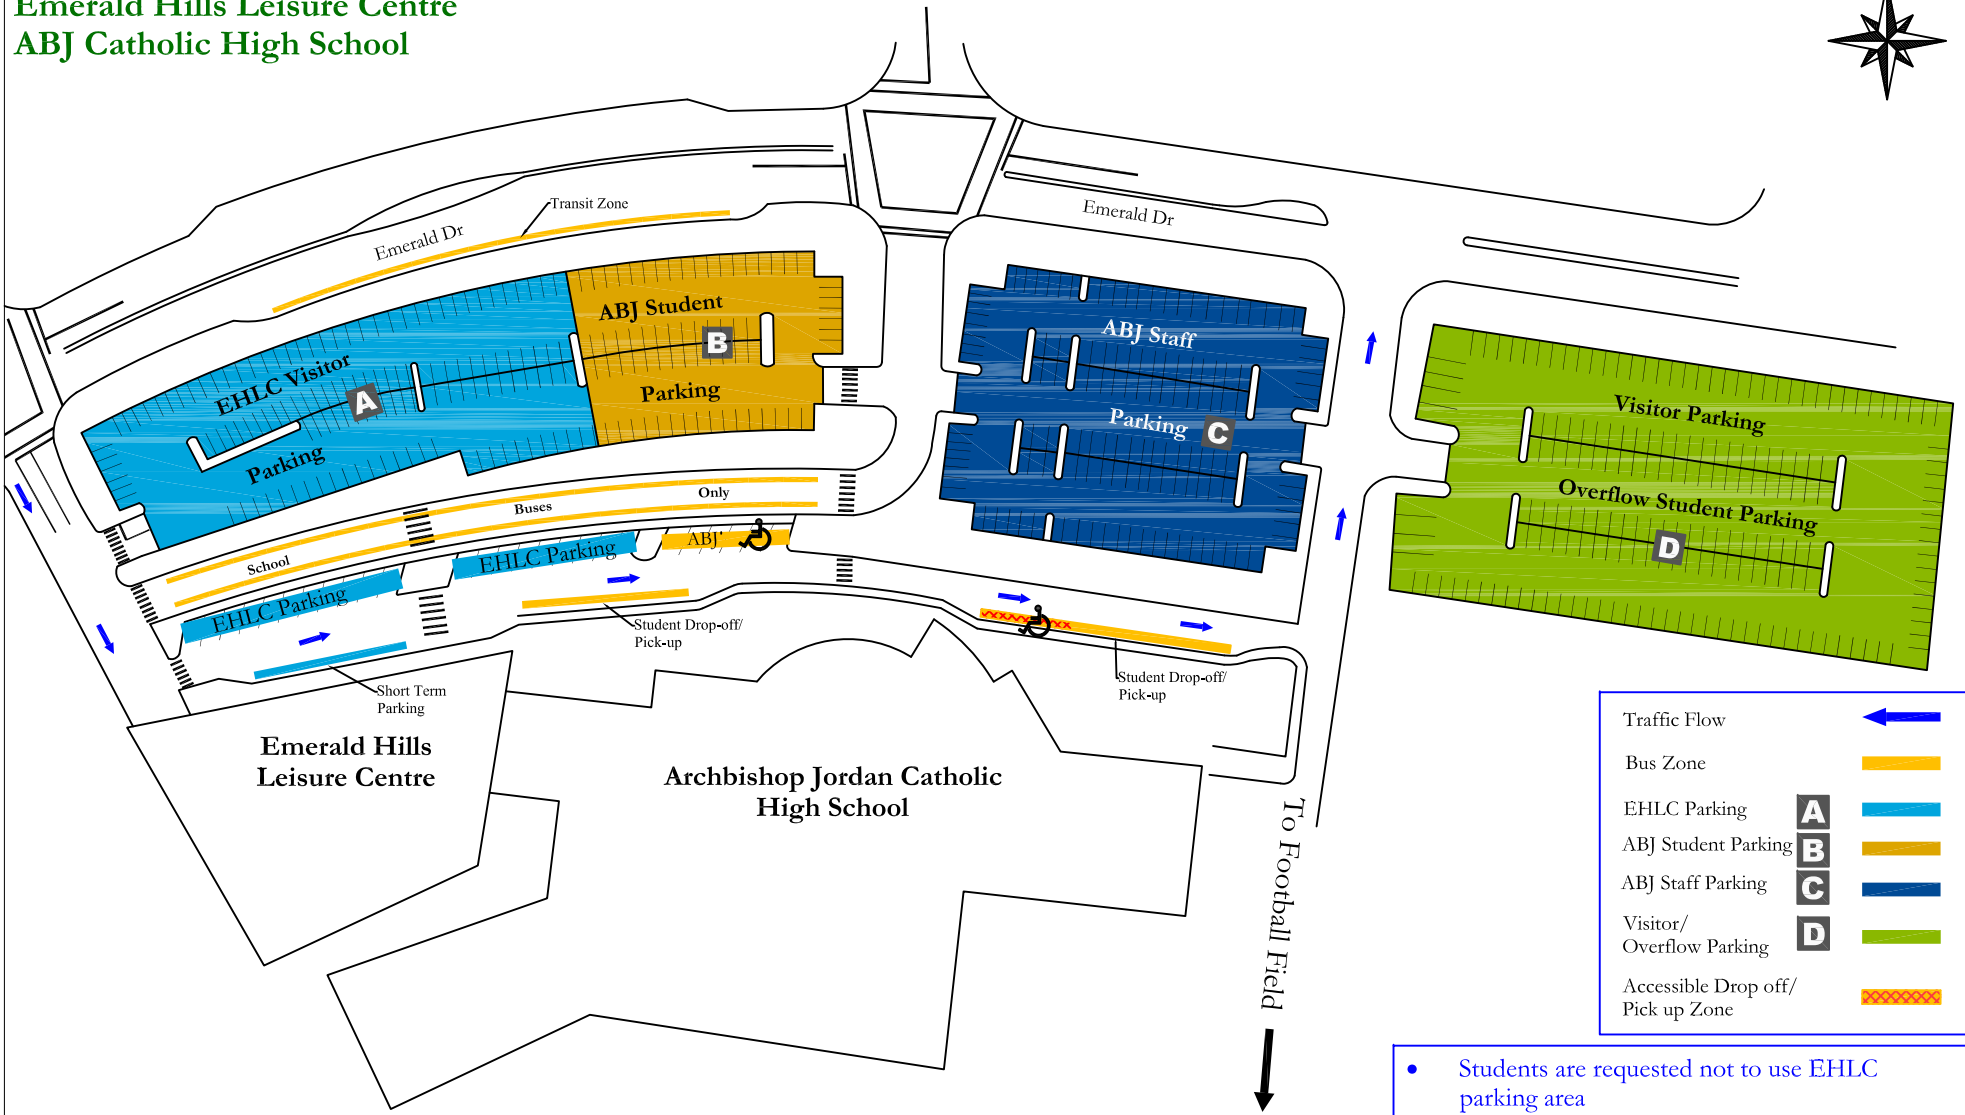 Emerald Hills Leisure Centre
ABJ Catholic High School
Transit Zone
Emerald Dr
Emerald Dr
ABJ Student
B
Parking
EHLC Visitor
A
Parking
ABJ Staff
Parking
C
Visitor Parking
Overflow Student Parking
D
School
Buses
Only
EHLC Parking
EHLC Parking
ABJ
Student Drop-off/
Pick-up
Short Term
Parking
Student Drop-off/
Pick-up
Emerald Hills
Leisure Centre
Archbishop Jordan Catholic
High School
To Football Field
Traffic Flow
Bus Zone
EHLC Parking A
ABJ Student Parking B
ABJ Staff Parking C
Visitor/
Overflow Parking D
Accessible Drop off/
Pick up Zone
• Students are requested not to use EHLC
parking area